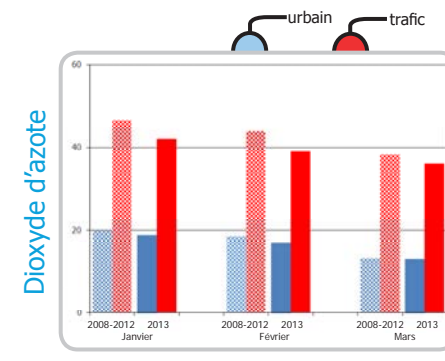 urbain trafic
Dioxyde d'azote
60
40
20
0
2008-2012 2013 2008-2012 2013 2008-2012 2013
Janvier Février Mars